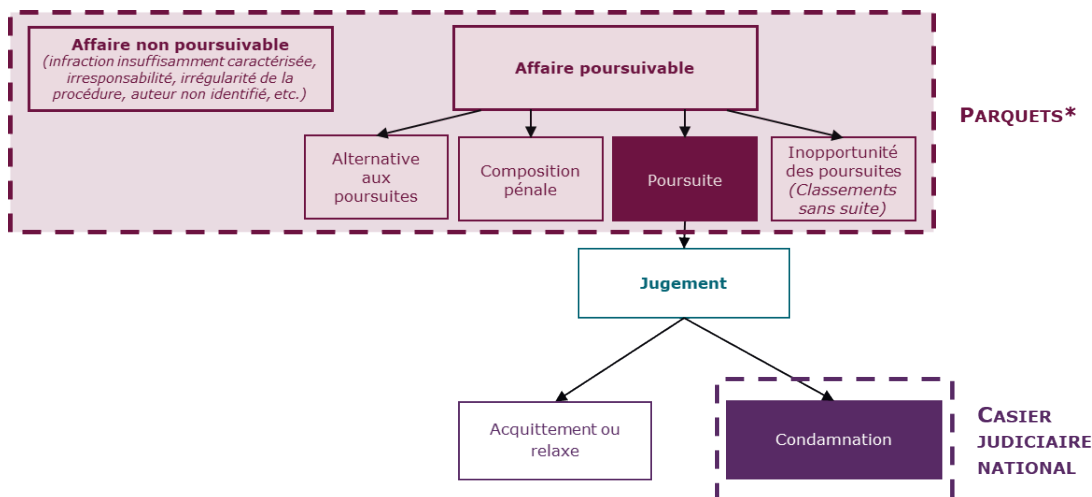 Affaire non poursuivable
(infraction insuffisamment caractérisée,
irresponsabilité, irrégularité de la
procédure, auteur non identifié, etc.)
Affaire poursuivable
PARQUETS*
Alternative
aux
poursuites
Composition
pénale
Poursuite
Inopportunité
des poursuites
(Classements
sans suite)
Jugement
Acquittement ou
relaxe
Condamnation
CASIER
JUDICIAIRE
NATIONAL